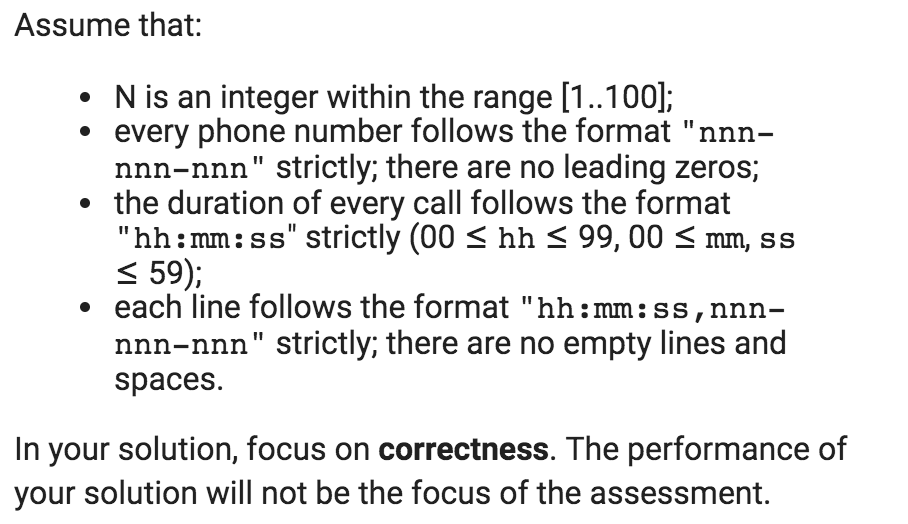 Assume that:
• N is an integer within the range [1..100];
• every phone number follows the format "nnn-
nnn-nnn" strictly; there are no leading zeros;
• the duration of every call follows the format
"hh:mm:ss" strictly (00 ≤ hh ≤ 99, 00 ≤ mm, ss
≤ 59);
• each line follows the format "hh:mm:ss,nnn-
nnn-nnn" strictly; there are no empty lines and
spaces.
In your solution, focus on correctness. The performance of
your solution will not be the focus of the assessment.